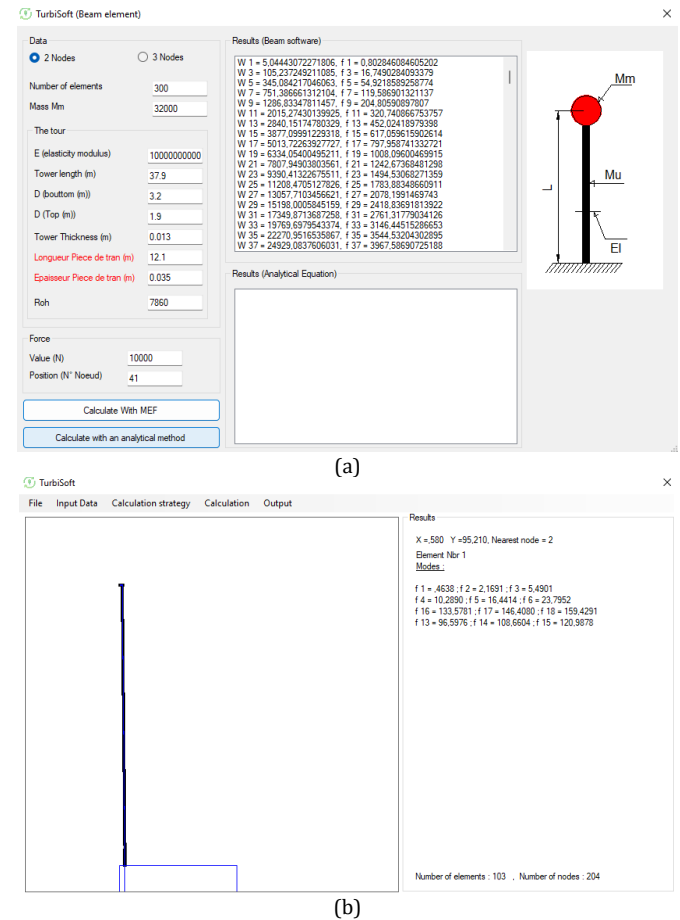 TurbiSoft (Beam element)
Data
2 Nodes
3 Nodes
Number of elements
300
Mass Mm
32000
The tour
E (elasticity modulus)
10000000000
Tower length (m)
37.9
D (bouttom (m))
3.2
D (Top (m))
1.9
Tower Thickness (m)
0.013
Longueur Piece de tran (m)
12.1
Epaisseur Piece de tran (m)
0.035
Roh
7860
Force
Value (N)
10000
Position (N° Noeud)
41
Calculate With MEF
Calculate with an analytical method
Results (Beam software)
W 1 = 5,04443072271806, f 1 = 0,802846084605202
W 3 = 105,237249211085, f 3 = 16,7490284093379
W 5 = 345,084217046063, f 5 = 54,9218589258774
W 7 = 751,386661312104, f 7 = 119,586901321137
W 9 = 1286,83347811457, f 9 = 204,80590897807
W 11 = 2015,27430139925, f 11 = 320,740866753757
W 13 = 2840,15174780329, f 13 = 452,02418979398
W 15 = 3877,09991229318, f 15 = 617,059615902614
W 17 = 5013,72263927727, f 17 = 797,958741332721
W 19 = 6334,05400495211, f 19 = 1008,09600469915
W 21 = 7807,94903803561, f 21 = 1242,67368481298
W 23 = 9390,41322675511, f 23 = 1494,53068271359
W 25 = 11208,4705127826, f 25 = 1783,88348660911
W 27 = 13057,7103456621, f 27 = 2078,1991469743
W 29 = 15198,0005845159, f 29 = 2418,83691813922
W 31 = 17349,8713687258, f 31 = 2761,31779034126
W 33 = 19769,6979543374, f 33 = 3146,44515286653
W 35 = 22270,9516535867, f 35 = 3544,53204302895
W 37 = 24929,0837606031, f 37 = 3967,58690725188
Results (Analytical Equation)
Mm
L
Mu
EI
(a)
TurbiSoft
File Input Data Calculation strategy Calculation Output
Results
X =,580 Y =95,210, Nearest node = 2
Element Nbr 1
Modes :
f 1 = ,4638 ; f 2 = 2,1691 ; f 3 = 5,4901
f 4 = 10,2890 ; f 5 = 16,4414 ; f 6 = 23,7952
f 16 = 133,5781 ; f 17 = 146,4080 ; f 18 = 159,4291
f 13 = 96,5976 ; f 14 = 108,6604 ; f 15 = 120,9878
Number of elements : 103 , Number of nodes : 204
(b)